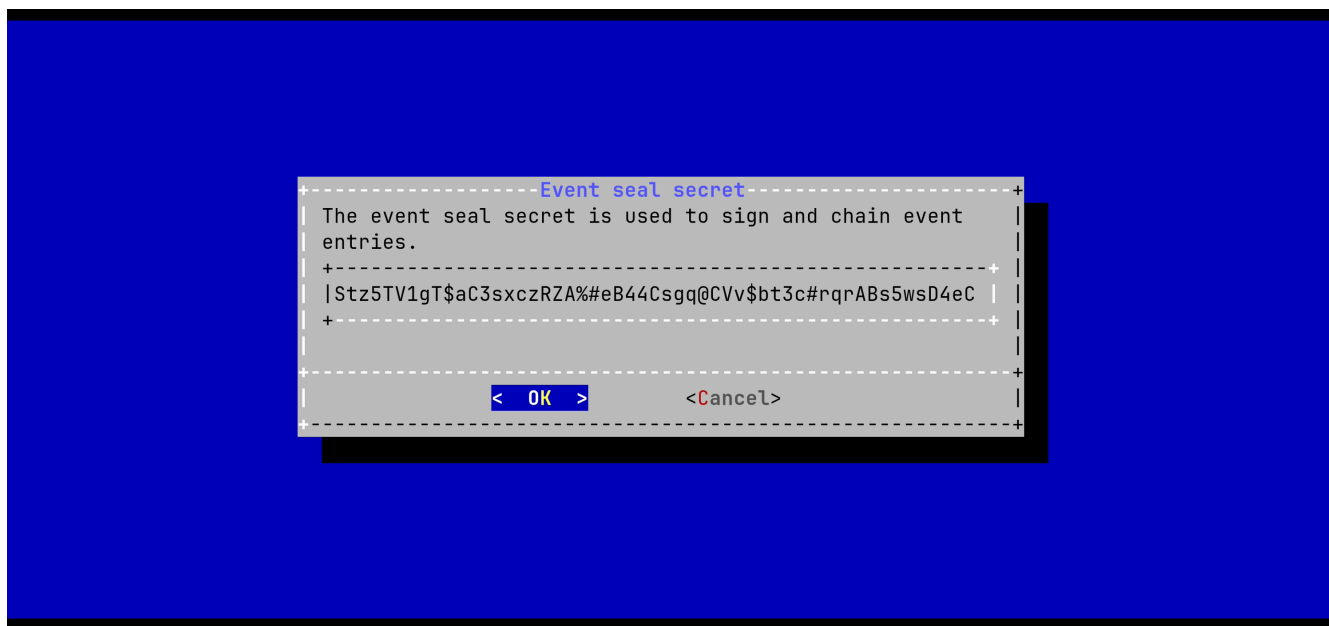 Event seal secret
The event seal secret is used to sign and chain event
entries.
Stz5TV1gT$aC3sxczRZA%#eB44Csgq@CVv$bt3c#rqrABs5wsD4eC
< OK > <Cancel>